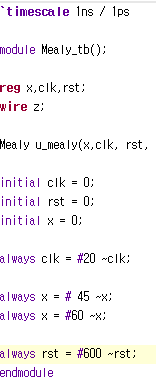 `timescale 1ns / 1ps
module Mealy_tb();
reg x,clk,rst;
wire z;
Mealy u_mealy(x,clk, rst,
initial clk = 0;
initial rst = 0;
initial x = 0;
always clk = #20 ~clk;
always x = # 45 ~x;
always x = #60 ~x;
always rst = #600 ~rst;
endmodule